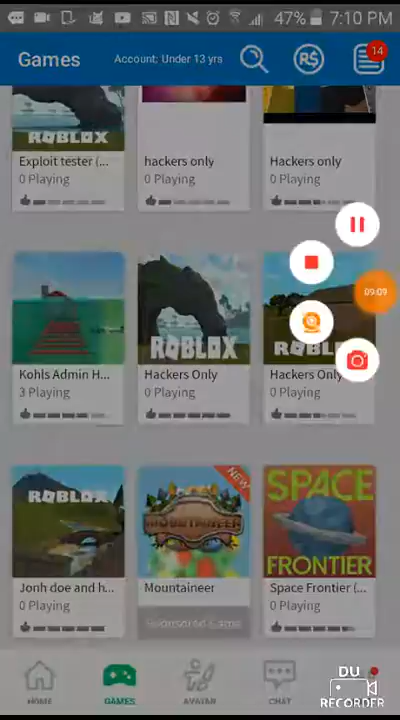 47% 7:10 PM
Games Account: Under 13 yrs R$ 14
ROBLOX
Exploit tester (... hackers only Hackers only
0 Playing 0 Playing 0 Playing
09:09
ROBLOX ROBL
Kohls Admin H... Hackers Only Hackers Only
3 Playing 0 Playing 0 Playing
ROBLOX NEW SPACE
MOUNTAINEER
FRONTIER
Jonh doe and h... Mountaineer Space Frontier (...
0 Playing Sponsored Game 0 Playing
HOME GAMES AVATAR CHAT
DU
RECORDER